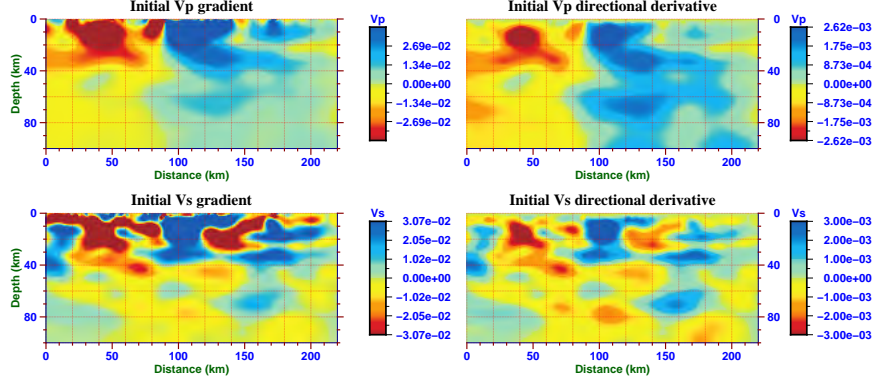 Initial Vp gradient
Initial Vp directional derivative
0
40
80
Depth (km)
0 50 100 150 200
Distance (km)
Vp
2.69e−02
1.34e−02
0.00e+00
−1.34e−02
−2.69e−02
0 50 100 150 200
Distance (km)
0
40
80
Vp
2.62e−03
1.75e−03
8.73e−04
0.00e+00
−8.73e−04
−1.75e−03
−2.62e−03
Initial Vs gradient
Initial Vs directional derivative
0
40
80
Depth (km)
0 50 100 150 200
Distance (km)
Vs
3.07e−02
2.05e−02
1.02e−02
0.00e+00
−1.02e−02
−2.05e−02
−3.07e−02
0 50 100 150 200
Distance (km)
0
40
80
Vs
3.00e−03
2.00e−03
1.00e−03
0.00e+00
−1.00e−03
−2.00e−03
−3.00e−03